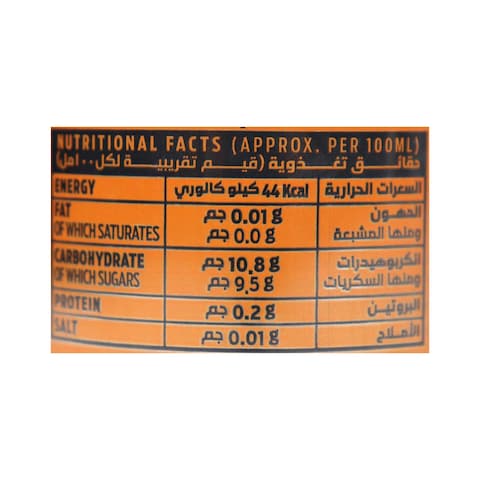 NUTRITIONAL FACTS (APPROX. PER 100ML)
حقائق تغذوية (قيم تقريبية لكل ١٠٠مل)
ENERGY 44 Kcal كيلو كالوري السعرات الحرارية
FAT 0.01 g جم الدهون
OF WHICH SATURATES 0.0 g جم ومنها المشبعة
CARBOHYDRATE 10.8 g جم الكربوهيدرات
OF WHICH SUGARS 9.5 g جم ومنها السكريات
PROTEIN 0.2 g جم البروتين
SALT 0.01 g جم الأملاح